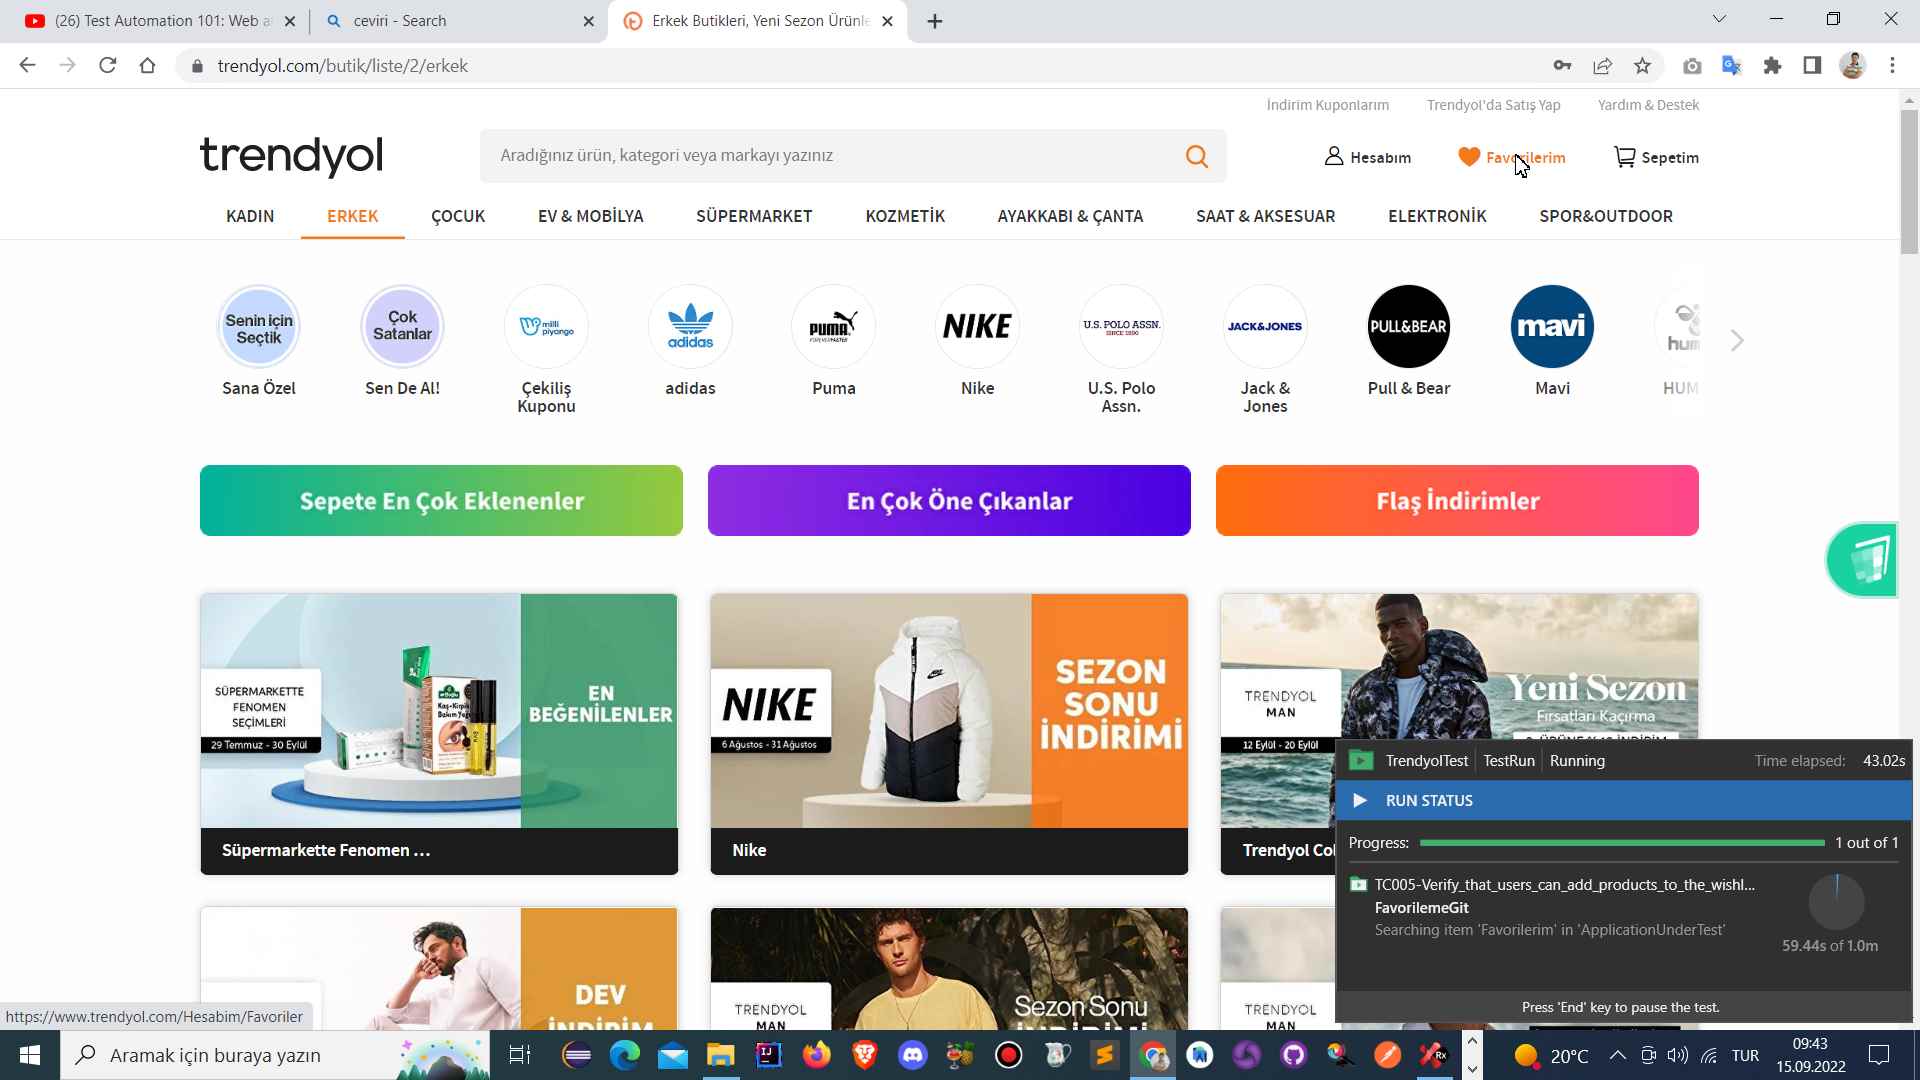 (26) Test Automation 101: Web a
ceviri - Search
Erkek Butikleri, Yeni Sezon Ürünle
trendyol.com/butik/liste/2/erkek
İndirim Kuponlarım
Trendyol'da Satış Yap
Yardım & Destek
trendyol
Aradığınız ürün, kategori veya markayı yazınız
Hesabım
Favorilerim
Sepetim
KADIN
ERKEK
ÇOCUK
EV & MOBİLYA
SÜPERMARKET
KOZMETİK
AYAKKABI & ÇANTA
SAAT & AKSESUAR
ELEKTRONİK
SPOR&OUTDOOR
Senin için
Seçtik
Çok
Satanlar
milli
piyango
adidas
PUMA
FOREVER FASTER
NIKE
U.S. POLO ASSN.
SINCE 1890
JACK&JONES
PULL&BEAR
mavi
hum
Sana Özel
Sen De Al!
Çekiliş
Kuponu
adidas
Puma
Nike
U.S. Polo
Assn.
Jack &
Jones
Pull & Bear
Mavi
HUM
Sepete En Çok Eklenenler
En Çok Öne Çıkanlar
Flaş İndirimler
SÜPERMARKETTE
FENOMEN
SEÇİMLERİ
29 Temmuz - 30 Eylül
EN
BEĞENİLENLER
Süpermarkette Fenomen ...
NIKE
6 Ağustos - 31 Ağustos
SEZON
SONU
İNDİRİMİ
Nike
TRENDYOL
MAN
12 Eylül - 20 Eylül
Yeni Sezon
Fırsatları Kaçırma
Trendyol Col
DEV
İNDİRİM
TRENDYOL
MAN
Sezon Sonu
İNDİRİMİ
TRENDYOL
MAN
TrendyolTest
TestRun
Running
Time elapsed:
43.02s
RUN STATUS
Progress:
1 out of 1
TC005-Verify_that_users_can_add_products_to_the_wishl...
FavorilemeGit
Searching item 'Favorilerim' in 'ApplicationUnderTest'
59.44s of 1.0m
Press 'End' key to pause the test.
https://www.trendyol.com/Hesabim/Favoriler
Aramak için buraya yazın
20°C
TUR
09:43
15.09.2022